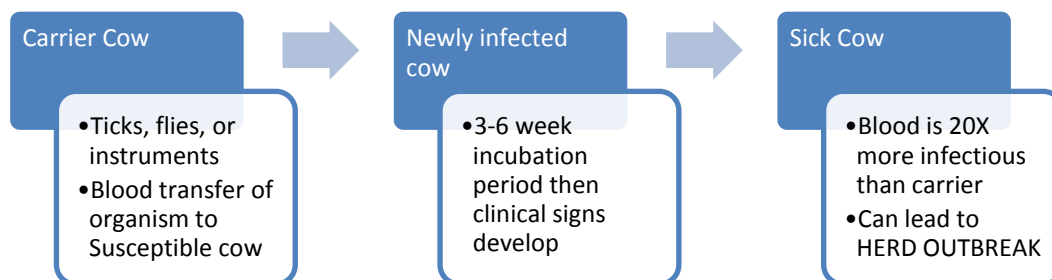 Carrier Cow
•Ticks, flies, or
instruments
•Blood transfer of
organism to
Susceptible cow
Newly infected
cow
•3-6 week
incubation
period then
clinical signs
develop
Sick Cow
•Blood is 20X
more infectious
than carrier
•Can lead to
HERD OUTBREAK